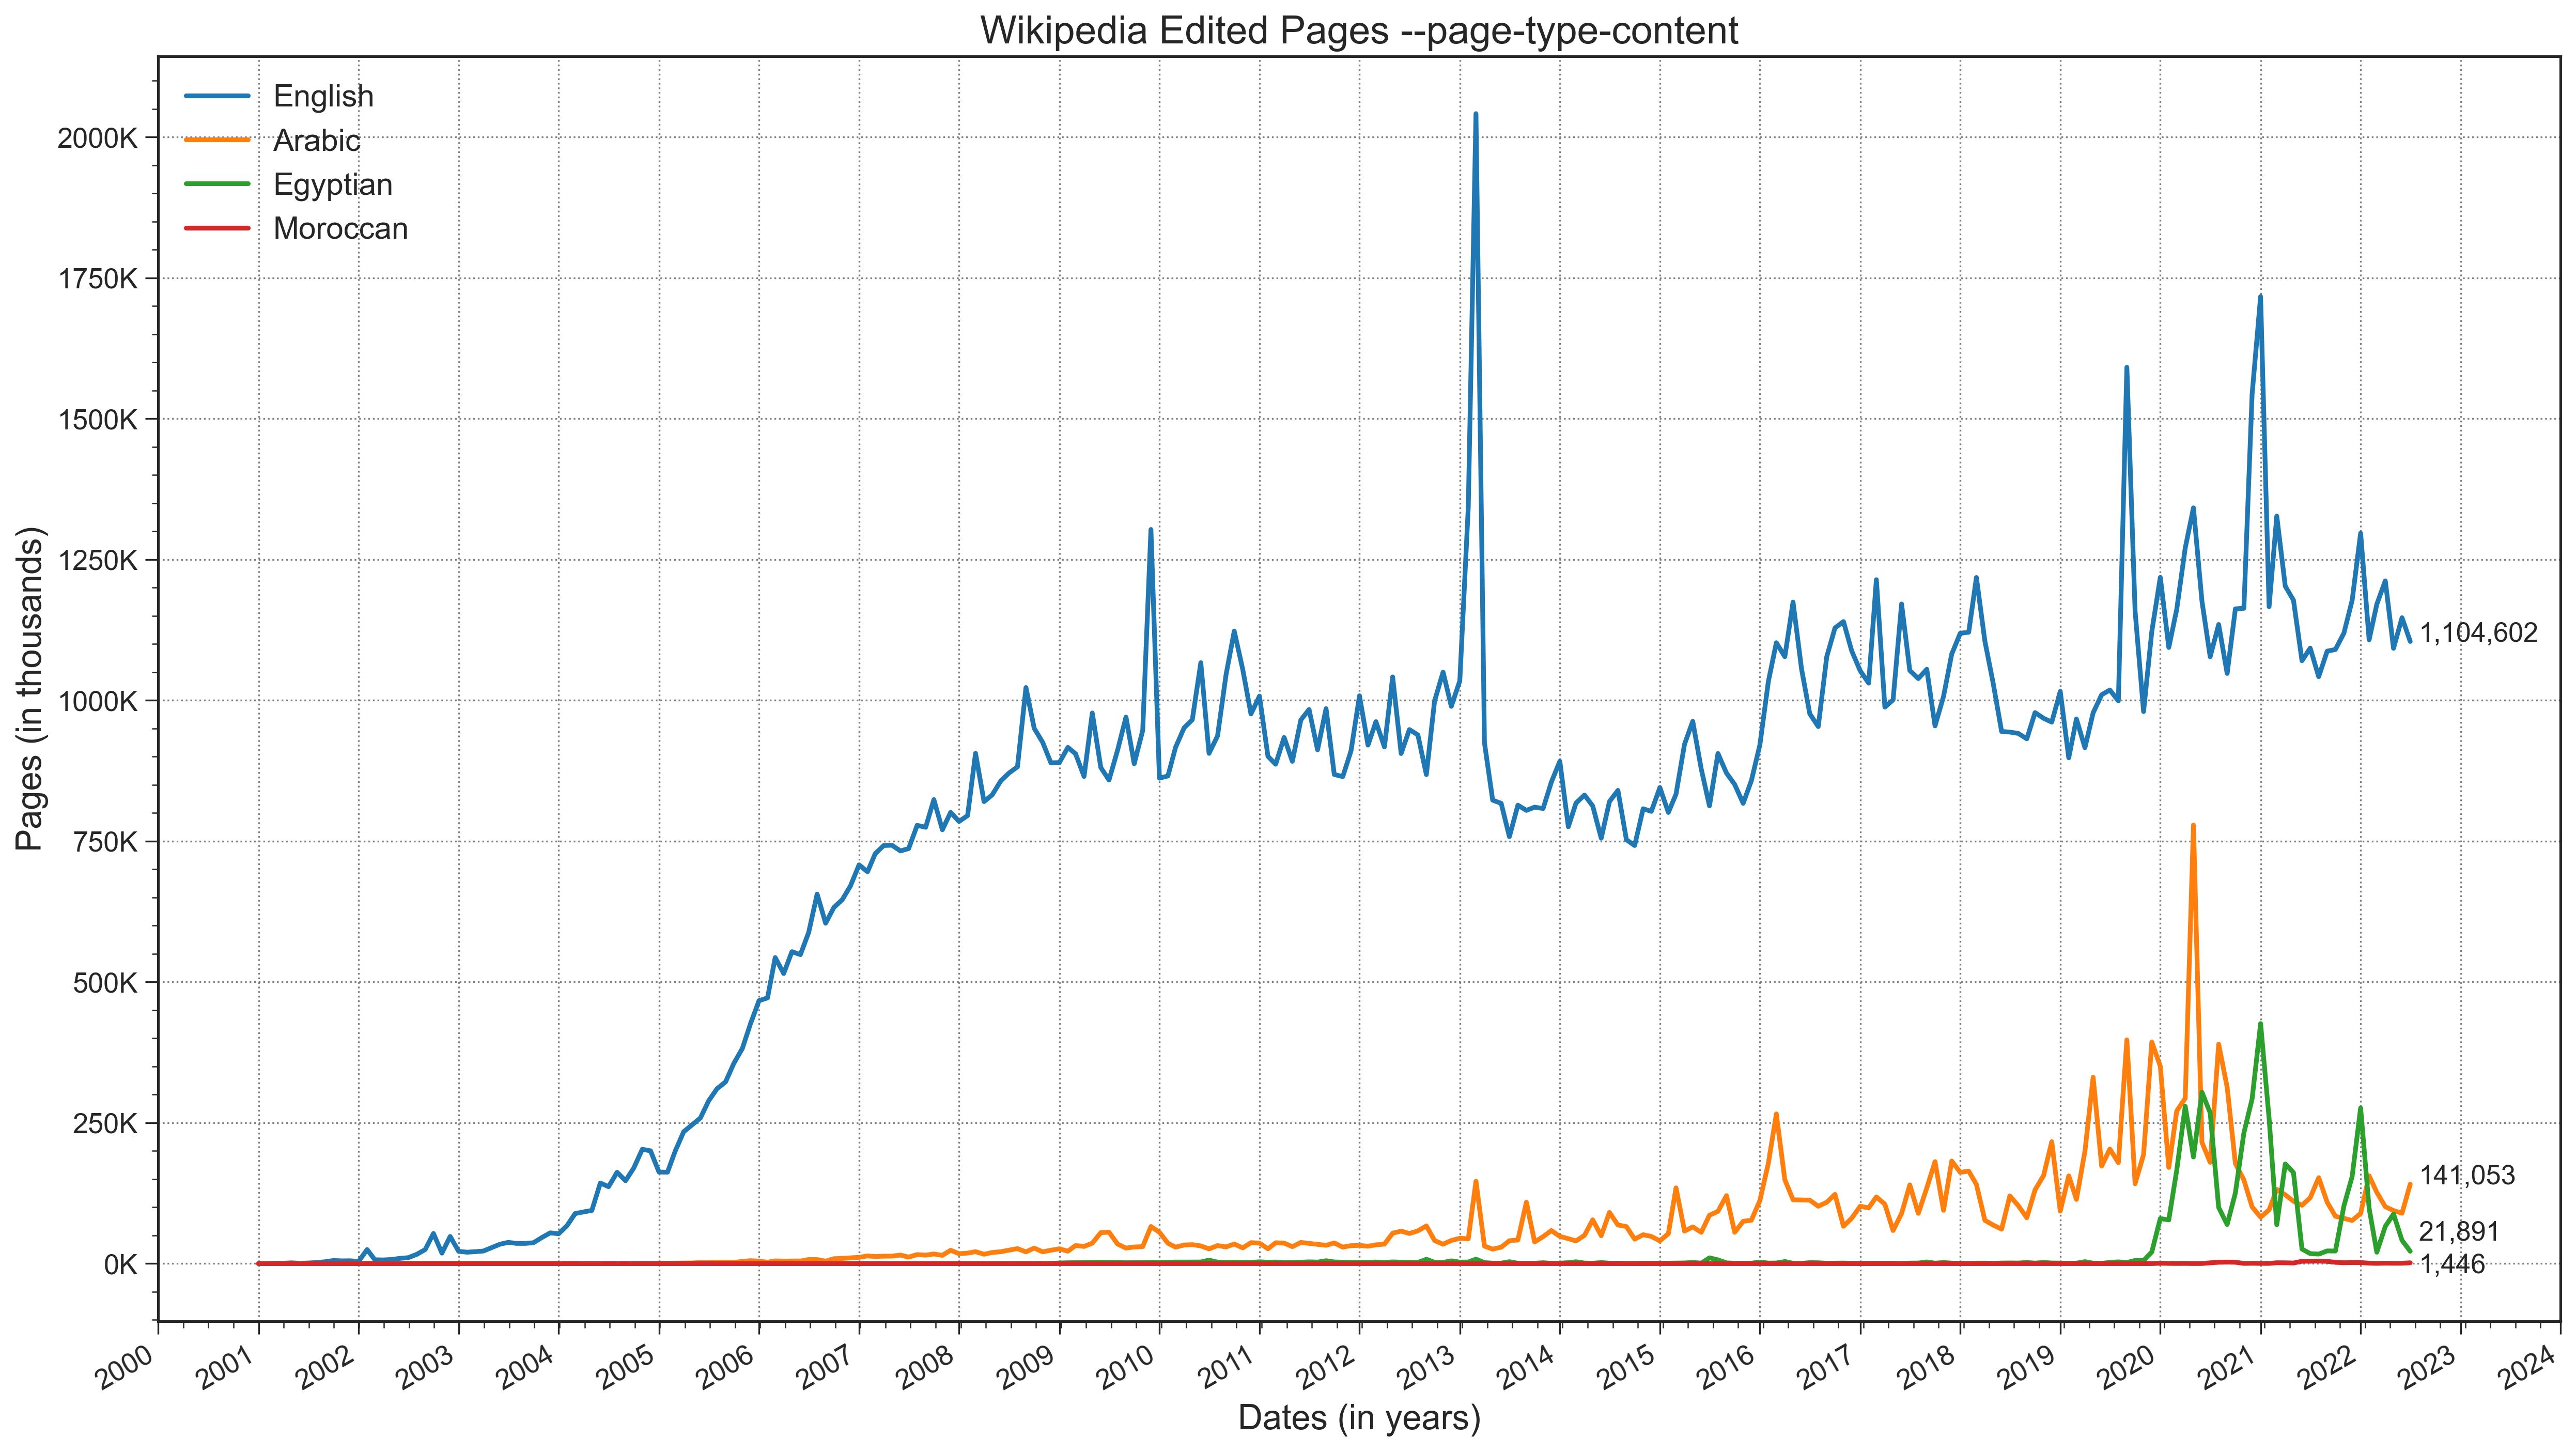 Wikipedia Edited Pages --page-type-content
English
Arabic
Egyptian
Moroccan
Pages (in thousands)
2000K
1750K
1500K
1250K
1000K
750K
500K
250K
0K
1,104,602
141,053
21,891
1,446
2000
2001
2002
2003
2004
2005
2006
2007
2008
2009
2010
2011
2012
2013
2014
2015
2016
2017
2018
2019
2020
2021
2022
2023
2024
Dates (in years)